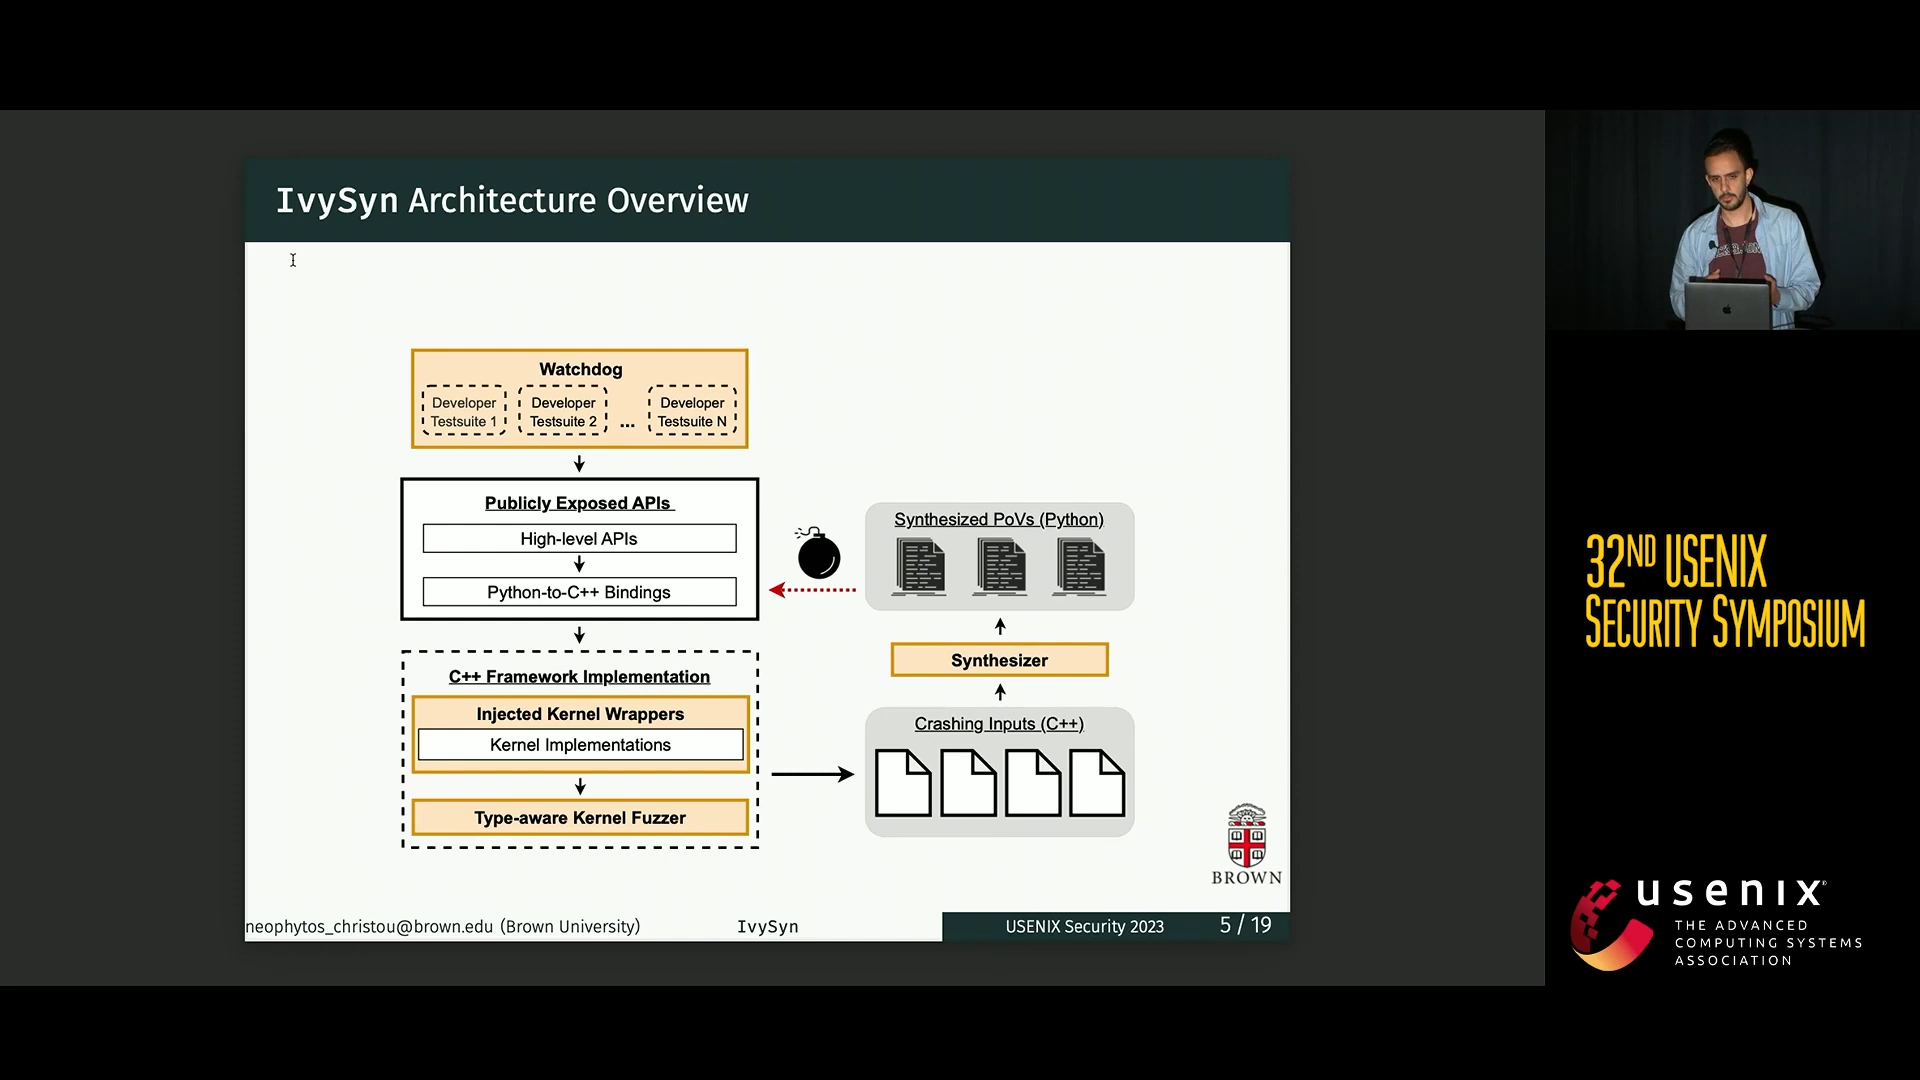 IvySyn Architecture Overview
Watchdog
Developer
Testsuite 1
Developer
Testsuite 2
...
Developer
Testsuite N
Publicly Exposed APIs
High-level APIs
Python-to-C++ Bindings
C++ Framework Implementation
Injected Kernel Wrappers
Kernel Implementations
Type-aware Kernel Fuzzer
Synthesized PoVs (Python)
Synthesizer
Crashing Inputs (C++)
BROWN
neophytos_christou@brown.edu (Brown University)
IvySyn
USENIX Security 2023
5 / 19
32ND USENIX
SECURITY SYMPOSIUM
usenix®
THE ADVANCED
COMPUTING SYSTEMS
ASSOCIATION